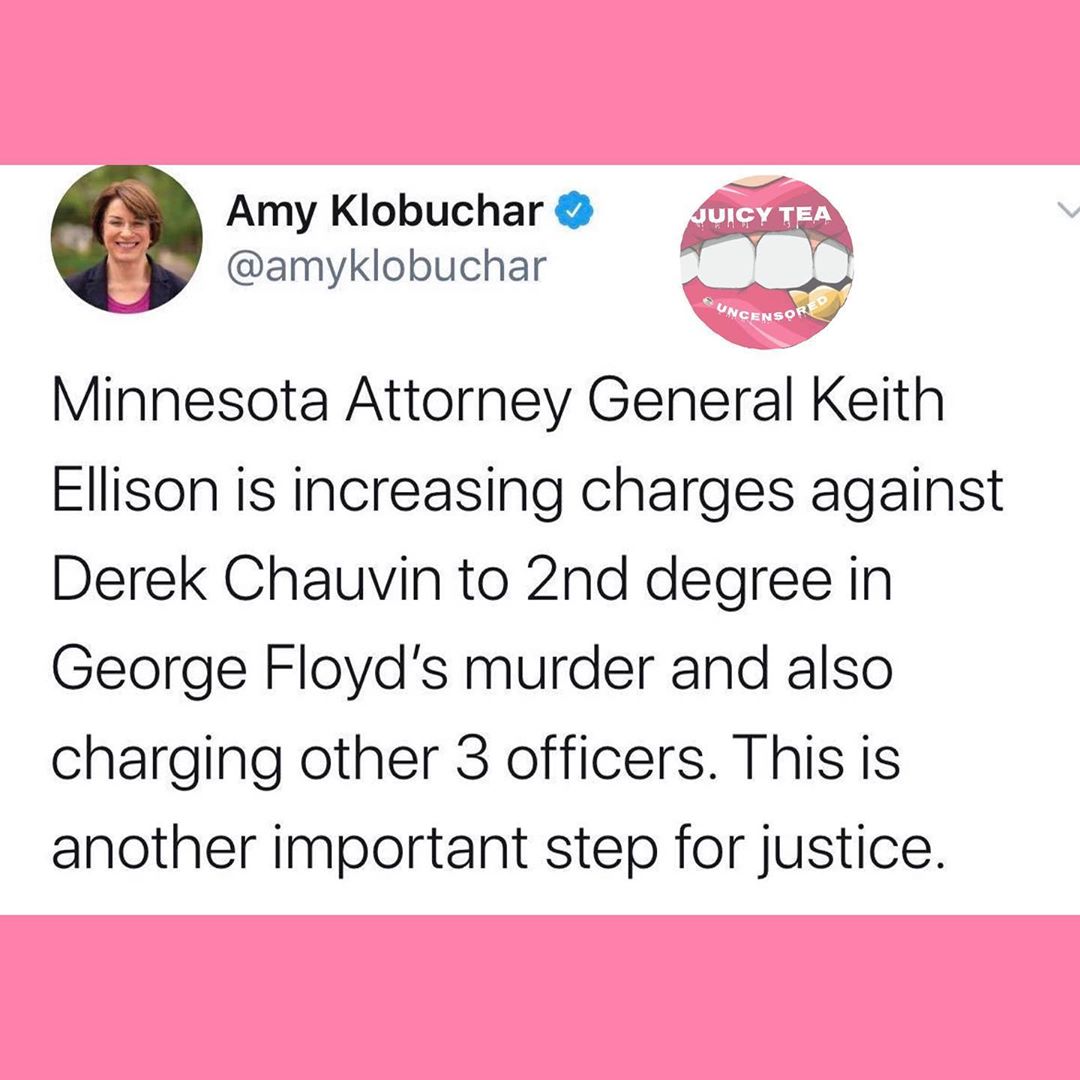 Amy Klobuchar
@amyklobuchar
JUICY TEA
UNCENSORED
Minnesota Attorney General Keith
Ellison is increasing charges against
Derek Chauvin to 2nd degree in
George Floyd’s murder and also
charging other 3 officers. This is
another important step for justice.